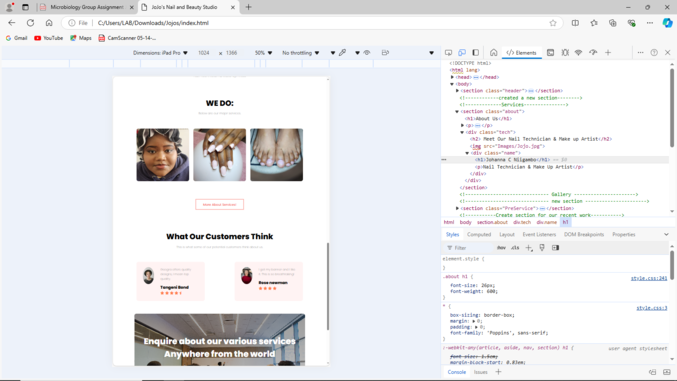 Microbiology Group Assignment
Jojo's Nail and Beauty Studio
File
C:/Users/LAB/Downloads/Jojos/index.html
Gmail
YouTube
Maps
CamScanner 05-14-...
Dimensions: iPad Pro
1024
×
1366
50%
No throttling
Elements
WE DO:
What Our Customers Think
Tangeni Bond
Rose newman
Enquire about our various services
Anywhere from the world
<!DOCTYPE html>
<html lang>
<head>
</head>
<body>
<section class="header">
</section>
<!------------created a new section-------->
<!-------------Services--------------->
<section class="about">
<h1>About Us</h1>
<p>
</p>
<div class="tech">
<h2> Meet Our Nail Technician & Make up Artist</h2>
<img src="Images/Jojo.jpg">
<div class="name">
<h1>Johanna C Nilgambo</h1> == $0
<p>Nail Technician & Make Up Artist</p>
</div>
</div>
</section>
<!---------------------------- Gallery -------------------->
<!---------------------------- new section --------------------->
<section class="PreService">
</section>
<!----------Create section for our recent work---------->
html body section.about div.tech div.name h1
Styles Computed Layout Event Listeners DOM Breakpoints Properties
Filter
:hov .cls
element.style {
}
.about h1 {
style.css:341
font-size: 26px;
font-weight: 600;
}
* {
style.css:3
box-sizing: border-box;
margin: 0;
padding: 0;
font-family: 'Poppins', sans-serif;
}
:-webkit-any(article, aside, nav, section) h1 {
user agent stylesheet
font-size: 1.5em;
margin-block-start: 0.83em;
Console Issues